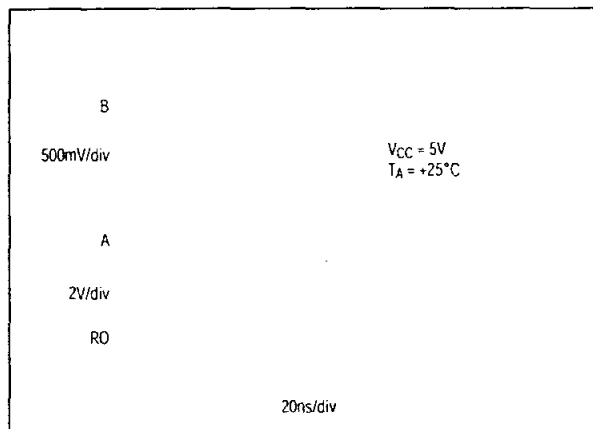 B
500mV/div
VCC = 5V
TA = +25°C
A
2V/div
RO
20ns/div